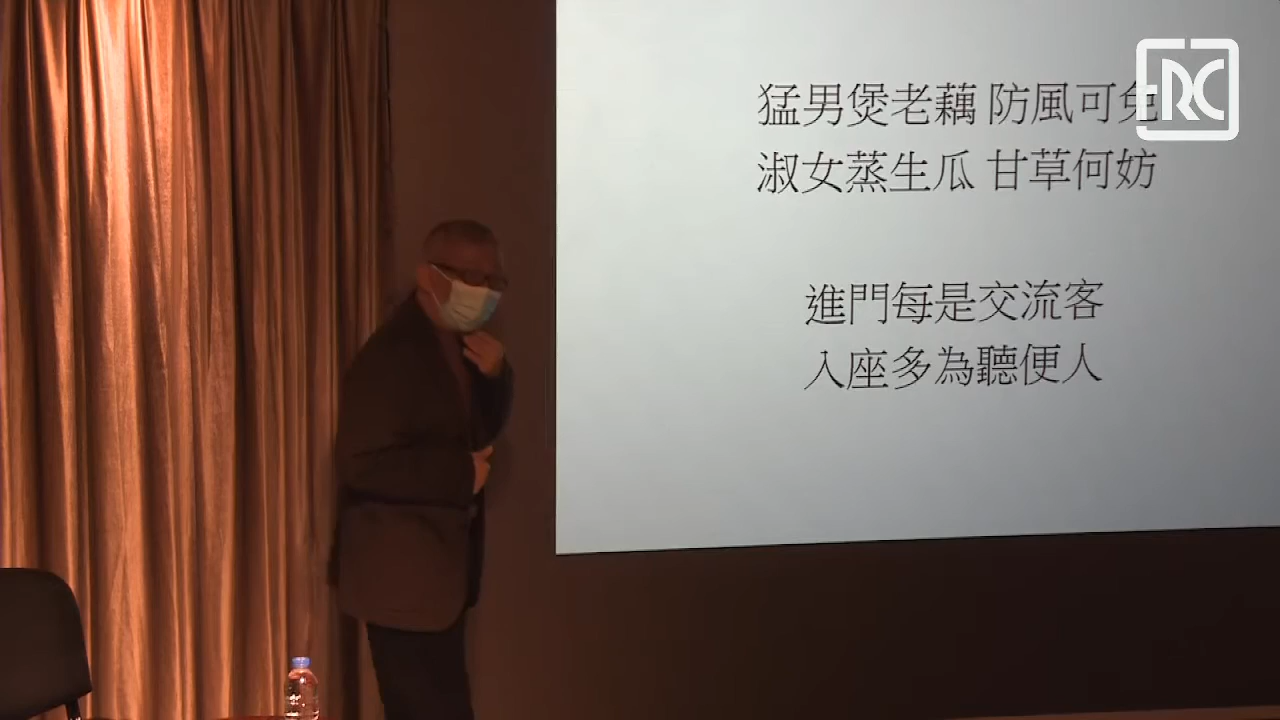 猛男煲老藕 防風可免
淑女蒸生瓜 甘草何妨
進門每是交流客
入座多為聽便人
RC